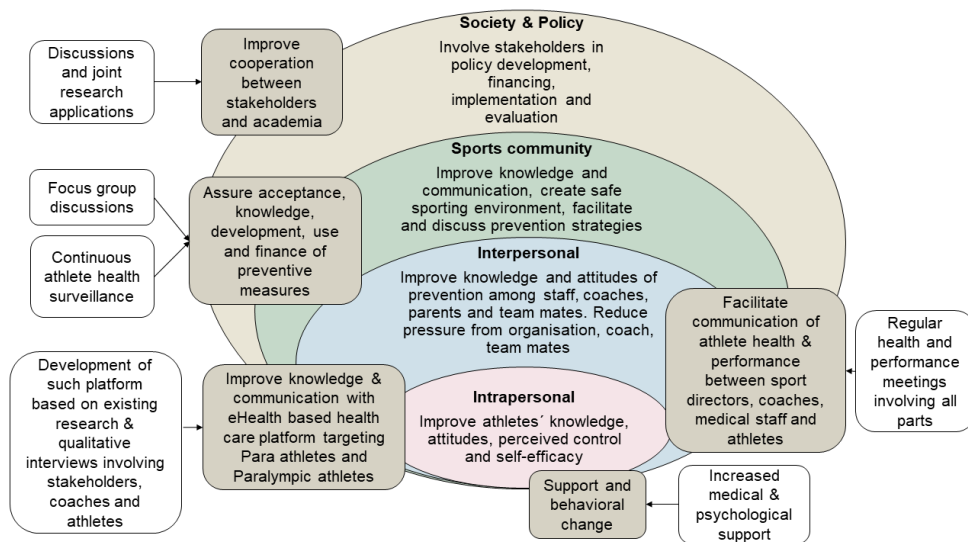 Society & Policy
Involve stakeholders in
policy development,
financing,
implementation and
evaluation
Discussions
and joint
research
applications
Improve
cooperation
between
stakeholders
and academia
Sports community
Improve knowledge and
communication, create safe
sporting environment, facilitate
and discuss prevention strategies
Focus group
discussions
Continuous
athlete health
surveillance
Assure acceptance,
knowledge,
development, use
and finance of
preventive
measures
Interpersonal
Improve knowledge and attitudes of
prevention among staff, coaches,
parents and team mates. Reduce
pressure from organisation, coach,
team mates
Facilitate
communication of
athlete health &
performance
between sport
directors, coaches,
medical staff and
athletes
Regular
health and
performance
meetings
involving all
parts
Development of
such platform
based on existing
research &
qualitative
interviews involving
stakeholders,
coaches and
athletes
Improve knowledge &
communication with
eHealth based health
care platform targeting
Para athletes and
Paralympic athletes
Intrapersonal
Improve athletes´ knowledge,
attitudes, perceived control
and self-efficacy
Support and
behavioral
change
Increased
medical &
psychological
support